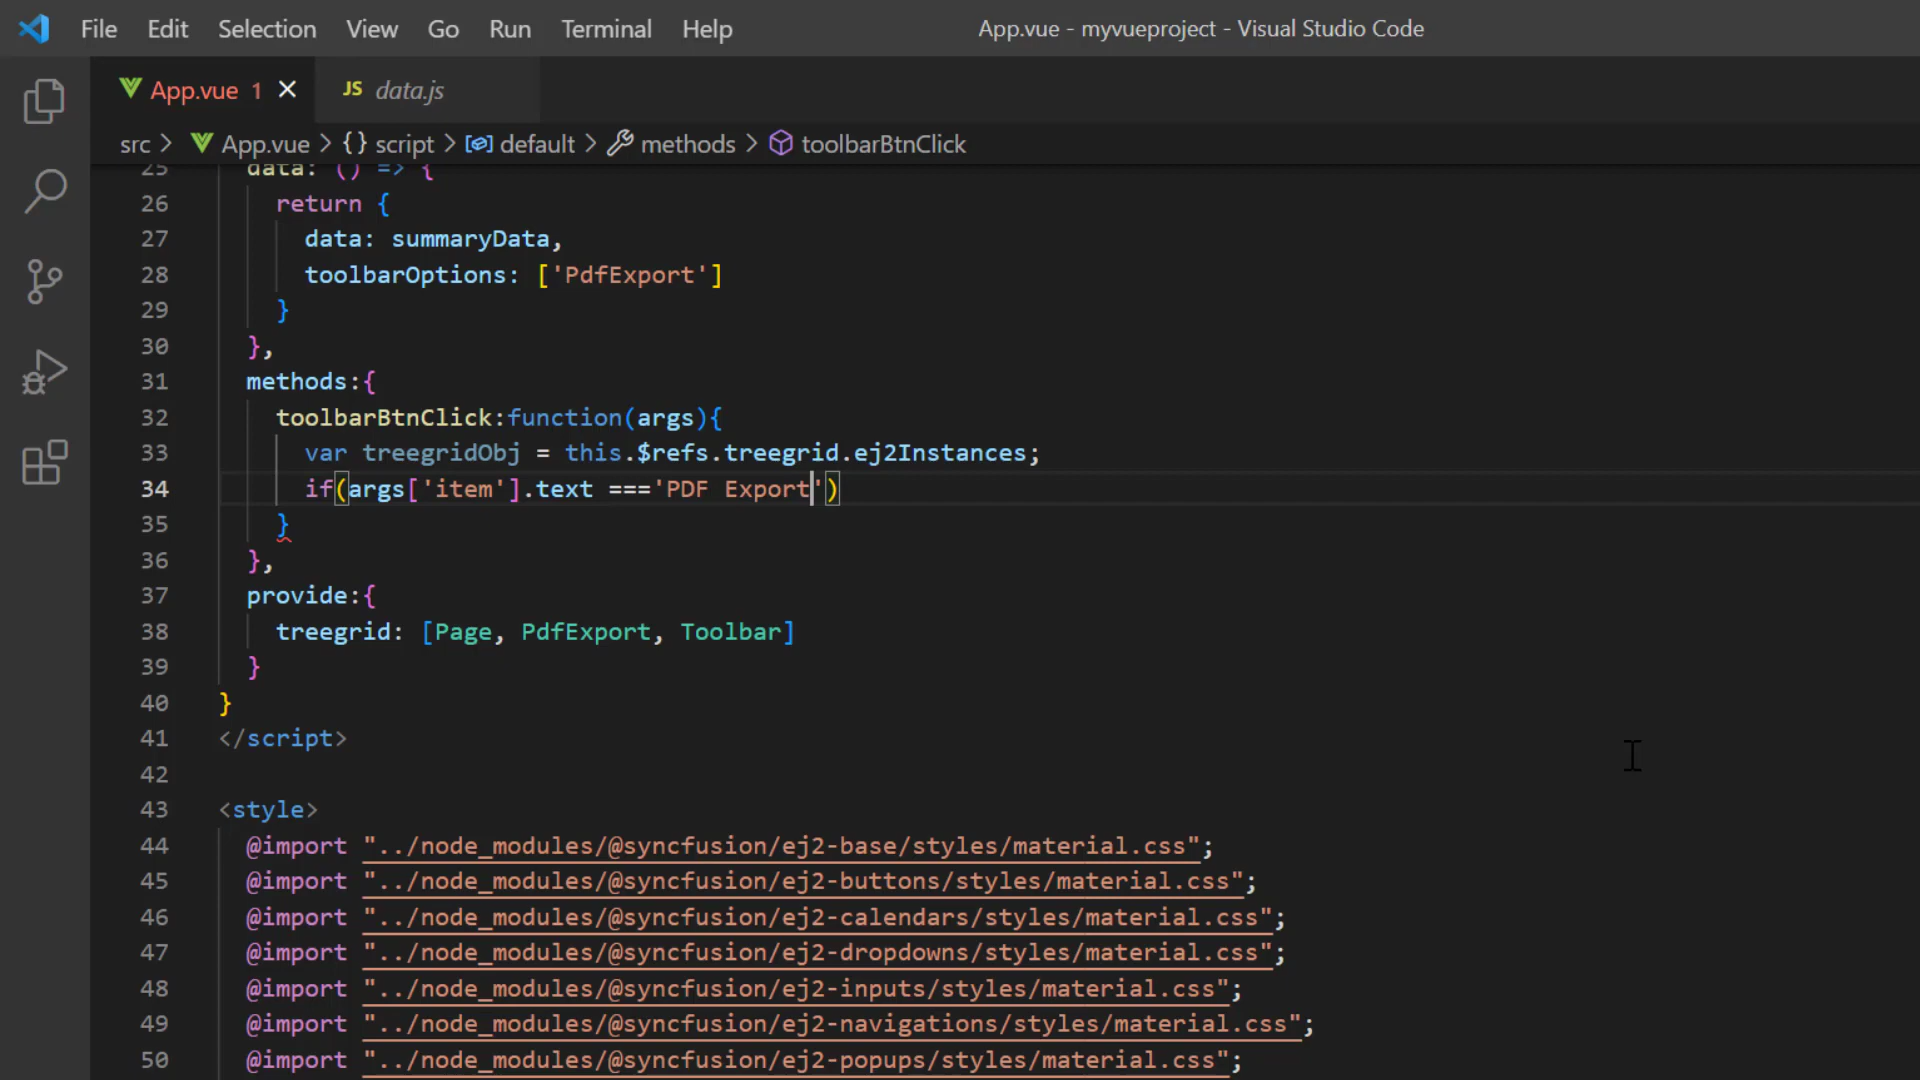 File Edit Selection View Go Run Terminal Help App.vue - myvueproject - Visual Studio Code
App.vue 1 JS data.js
src > App.vue > {} script > default > methods > toolbarBtnClick
25 data: () => {
26 return {
27 data: summaryData,
28 toolbarOptions: ['PdfExport']
29 }
30 },
31 methods:{
32 toolbarBtnClick:function(args){
33 var treegridObj = this.$refs.treegrid.ej2Instances;
34 if(args['item'].text ==='PDF Export')
35 }
36 },
37 provide:{
38 treegrid: [Page, PdfExport, Toolbar]
39 }
40 }
41 </script>
42
43 <style>
44 @import "../node_modules/@syncfusion/ej2-base/styles/material.css";
45 @import "../node_modules/@syncfusion/ej2-buttons/styles/material.css";
46 @import "../node_modules/@syncfusion/ej2-calendars/styles/material.css";
47 @import "../node_modules/@syncfusion/ej2-dropdowns/styles/material.css";
48 @import "../node_modules/@syncfusion/ej2-inputs/styles/material.css";
49 @import "../node_modules/@syncfusion/ej2-navigations/styles/material.css";
50 @import "../node_modules/@syncfusion/ej2-popups/styles/material.css";